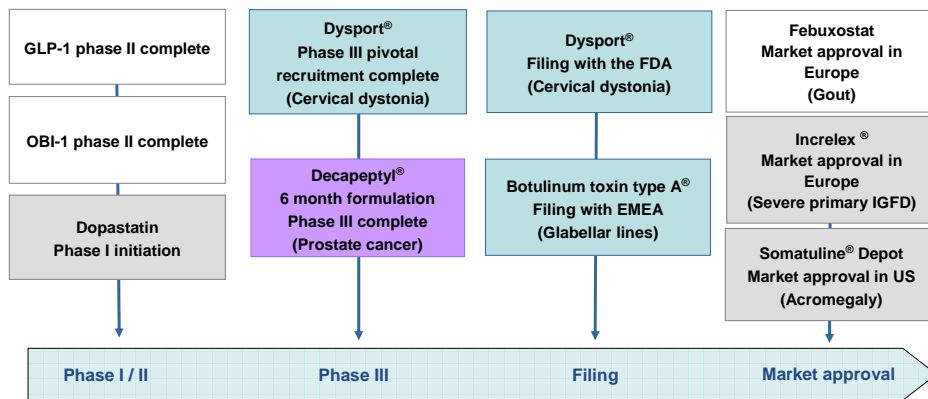 GLP-1 phase II complete
OBI-1 phase II complete
Dopastatin
Phase I initiation
Dysport®
Phase III pivotal
recruitment complete
(Cervical dystonia)
Decapeptyl®
6 month formulation
Phase III complete
(Prostate cancer)
Dysport®
Filing with the FDA
(Cervical dystonia)
Botulinum toxin type A®
Filing with EMEA
(Glabellar lines)
Febuxostat
Market approval in
Europe
(Gout)
Increlex ®
Market approval in
Europe
(Severe primary IGFD)
Somatuline® Depot
Market approval in US
(Acromegaly)
Phase I / II
Phase III
Filing
Market approval